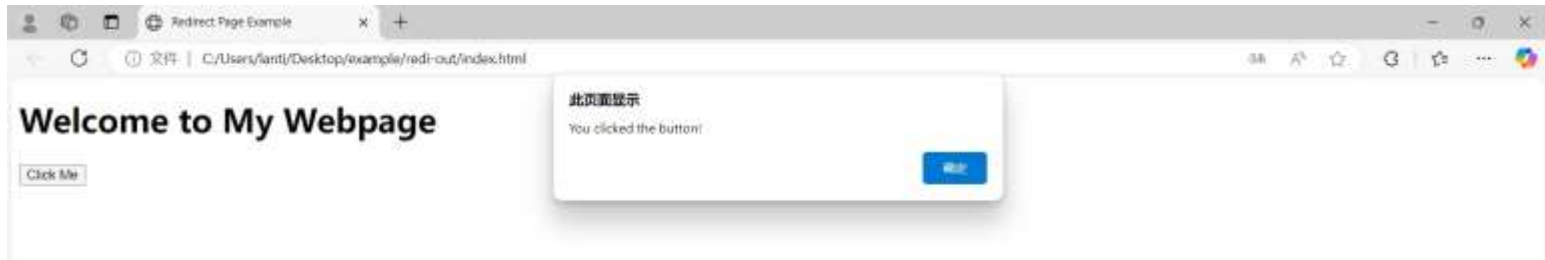 Redirect Page Example
文件 | C:/Users/lanti/Desktop/example/redi-out/index.html
此页面显示
You clicked the button!
确定
Welcome to My Webpage
Click Me